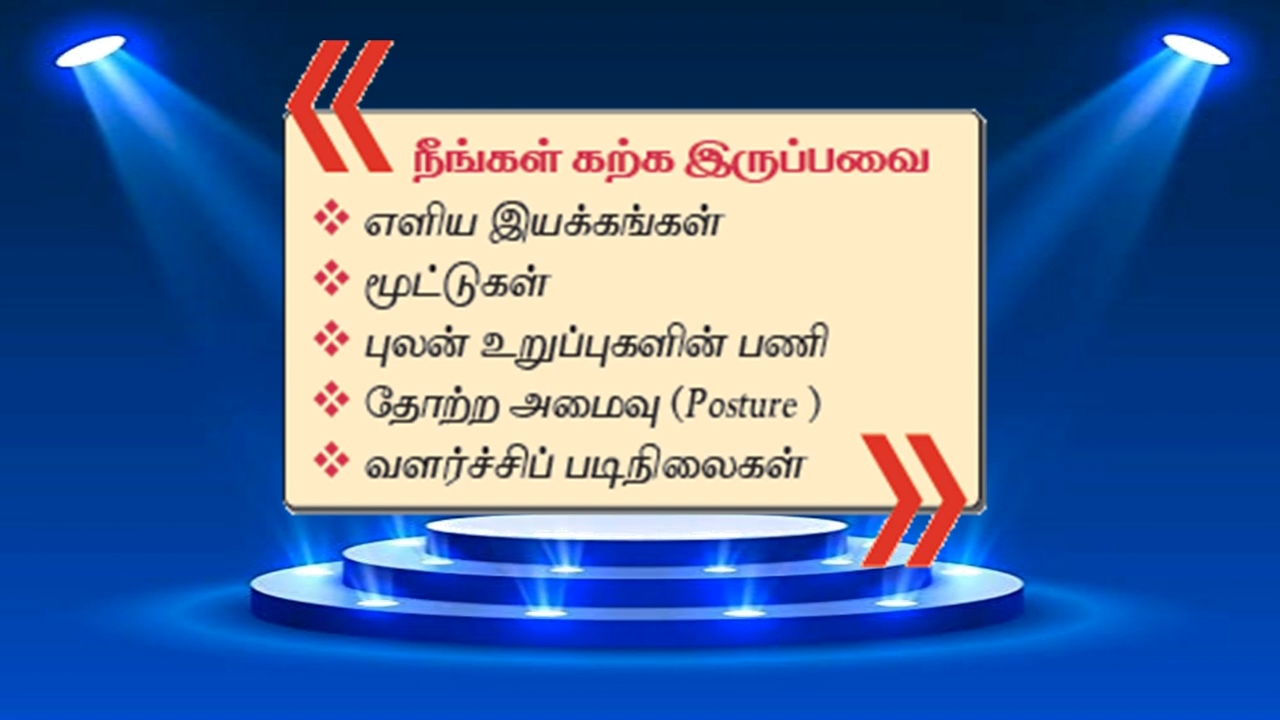 நீங்கள் கற்க இருப்பவை
எளிய இயக்கங்கள்
மூட்டுகள்
புலன் உறுப்புகளின் பணி
தோற்ற அமைவு (Posture )
வளர்ச்சிப் படிநிலைகள்